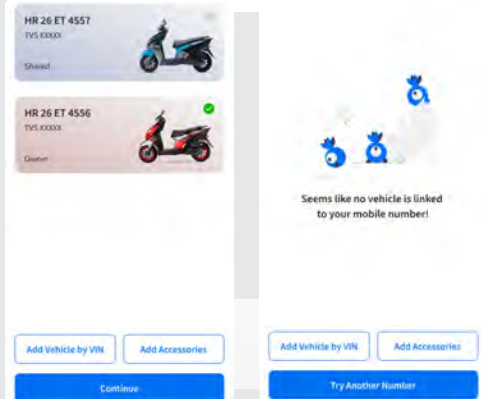 HR 26 ET 4557
TVS XXXXX
Shared
HR 26 ET 4556
TVS XXXXX
Owner
Add Vehicle by VIN
Add Accessories
Continue
Seems like no vehicle is linked
to your mobile number!
Add Vehicle by VIN
Add Accessories
Try Another Number